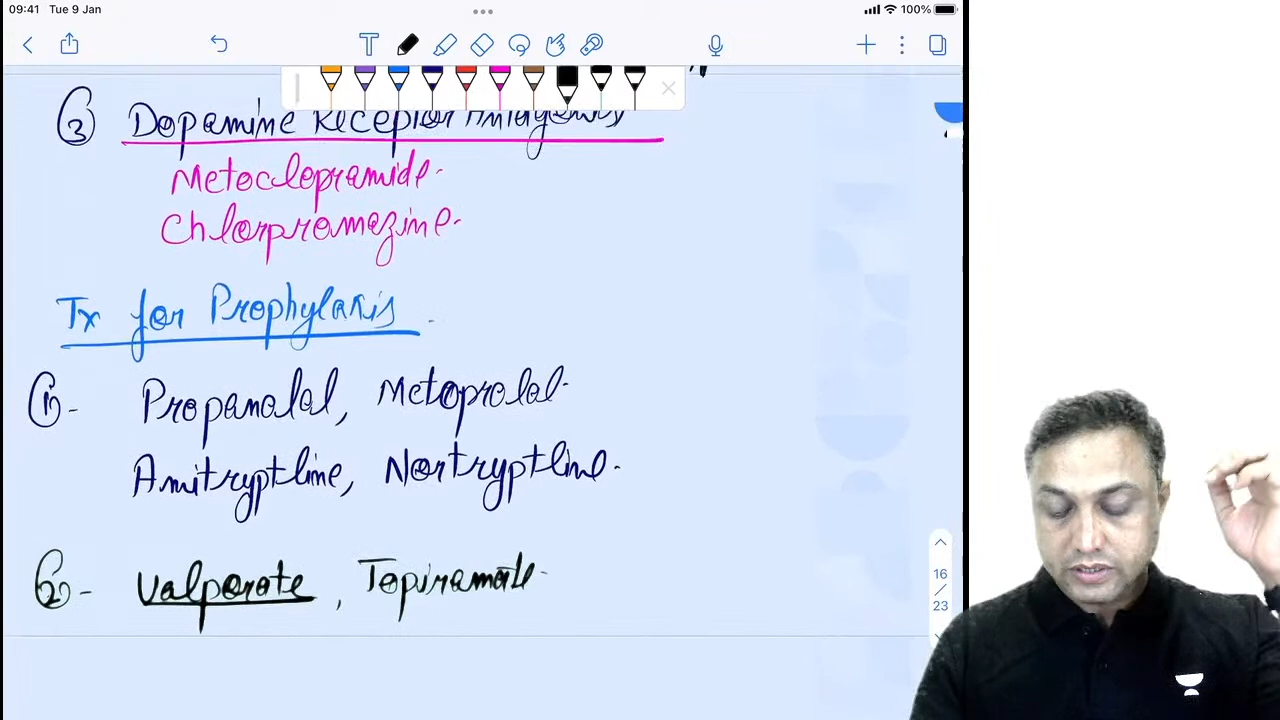 09:41 Tue 9 Jan
100%
T
3 Dopamine Receptor Antagonists
Metoclopramide.
Chlorpromazine.
Tx for Prophylaxis.
1- Propanolol, Metoprolol.
Amitryptline, Nortryptline.
2- Valporate, Topiramate.
16
/
23